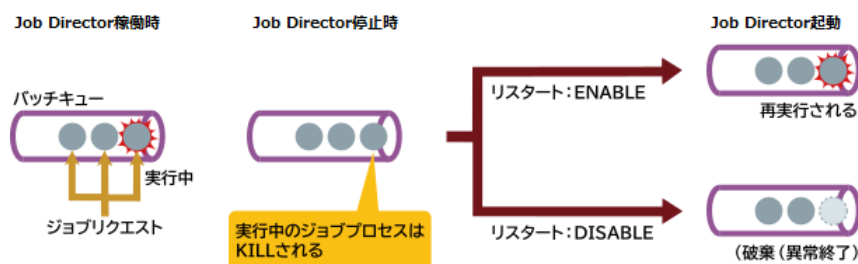 Job Director稼働時
Job Director停止時
Job Director起動
バッチキュー
実行中
ジョブリクエスト
実行中のジョブプロセスは
KILLされる
リスタート：ENABLE
再実行される
リスタート：DISABLE
(破棄（異常終了）